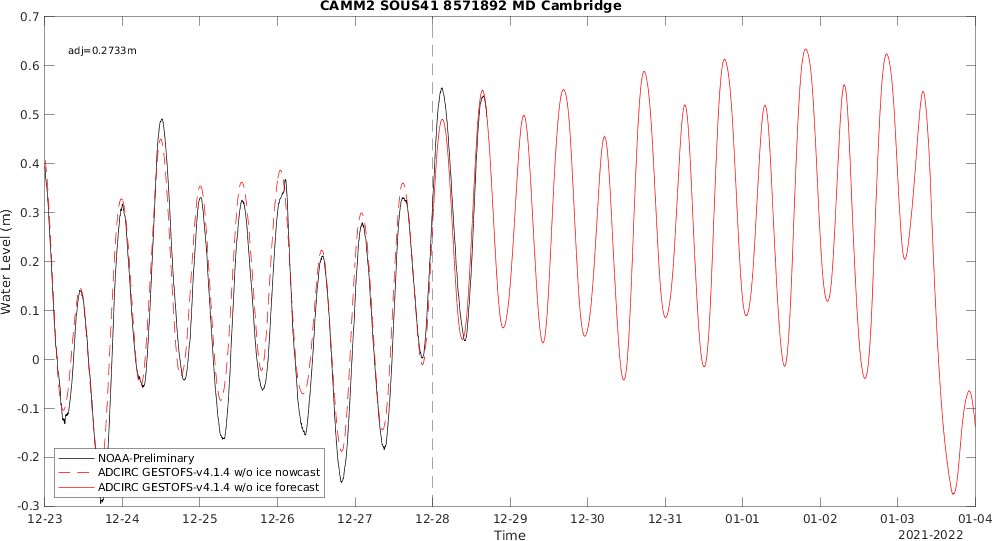 CAMM2 SOUS41 8571892 MD Cambridge
adj=0.2733m
0.7
0.6
0.5
0.4
0.3
0.2
0.1
0
-0.1
-0.2
-0.3
Water Level (m)
NOAA-Preliminary
ADCIRC GESTOFS-v4.1.4 w/o ice nowcast
ADCIRC GESTOFS-v4.1.4 w/o ice forecast
12-23 12-24 12-25 12-26 12-27 12-28 12-29 12-30 12-31 01-01 01-02 01-03 01-04
Time
2021-2022